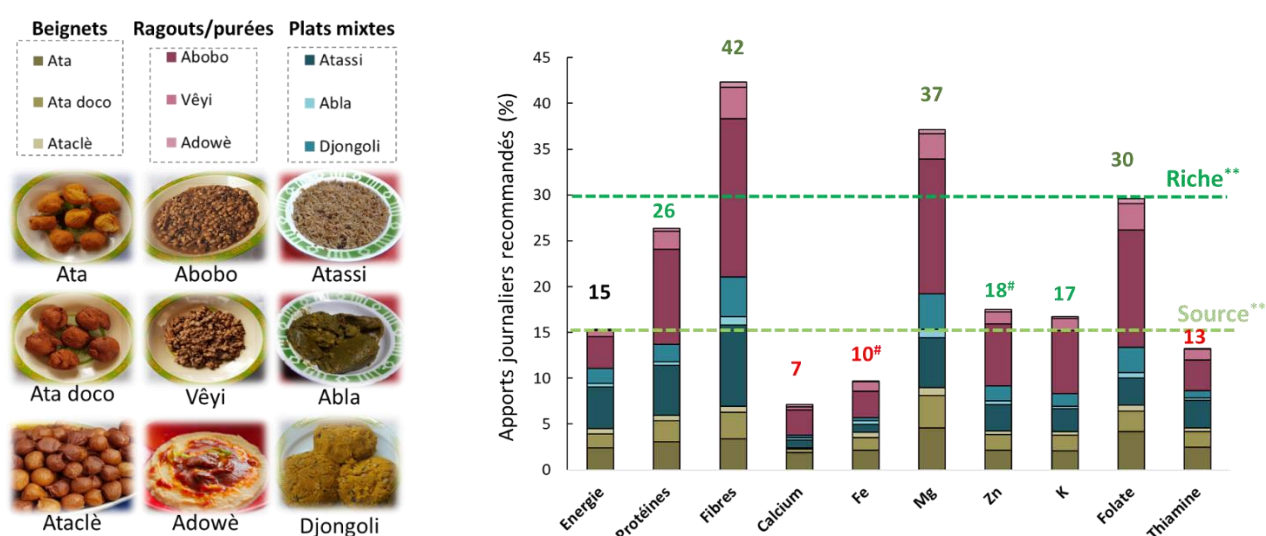 Beignets Ragouts/purées Plats mixtes
Ata
Ata doco
Ataclè
Abobo
Vêyi
Adowè
Atassi
Abla
Djongoli
Ata Abobo Atassi
Ata doco Vêyi Abla
Ataclè Adowè Djongoli
Apports journaliers recommandés (%)
45
40
35
30
25
20
15
10
5
0
15
26
42
7
10#
37
18#
17
30
13
Riche**
Source**
Energie
Protéines
Fibres
Calcium
Fe
Mg
Zn
K
Folate
Thiamine